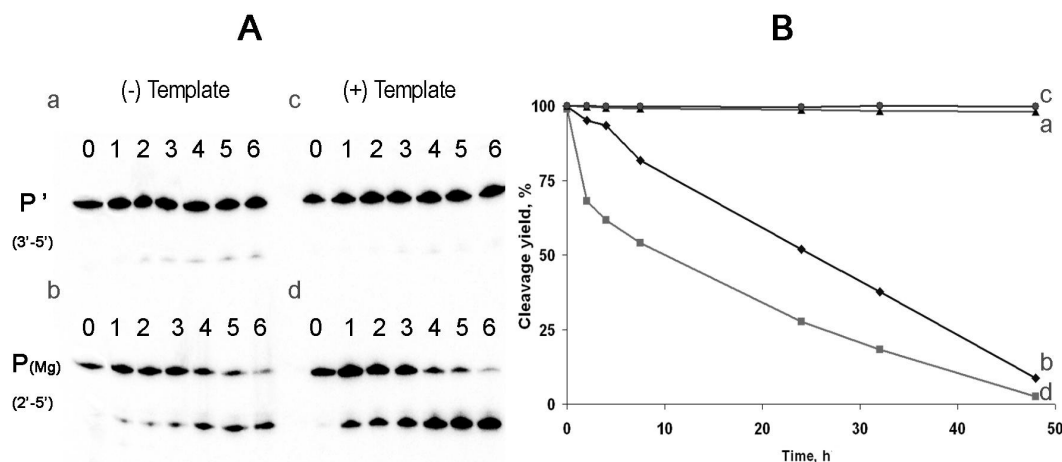 A
B
a
(-) Template
c
(+) Template
0 1 2 3 4 5 6
0 1 2 3 4 5 6
P'
(3'-5')
b
d
0 1 2 3 4 5 6
0 1 2 3 4 5 6
P(Mg)
(2'-5')
Cleavage yield, %
100
75
50
25
0
0 10 20 30 40 50
Time, h
c
a
b
d